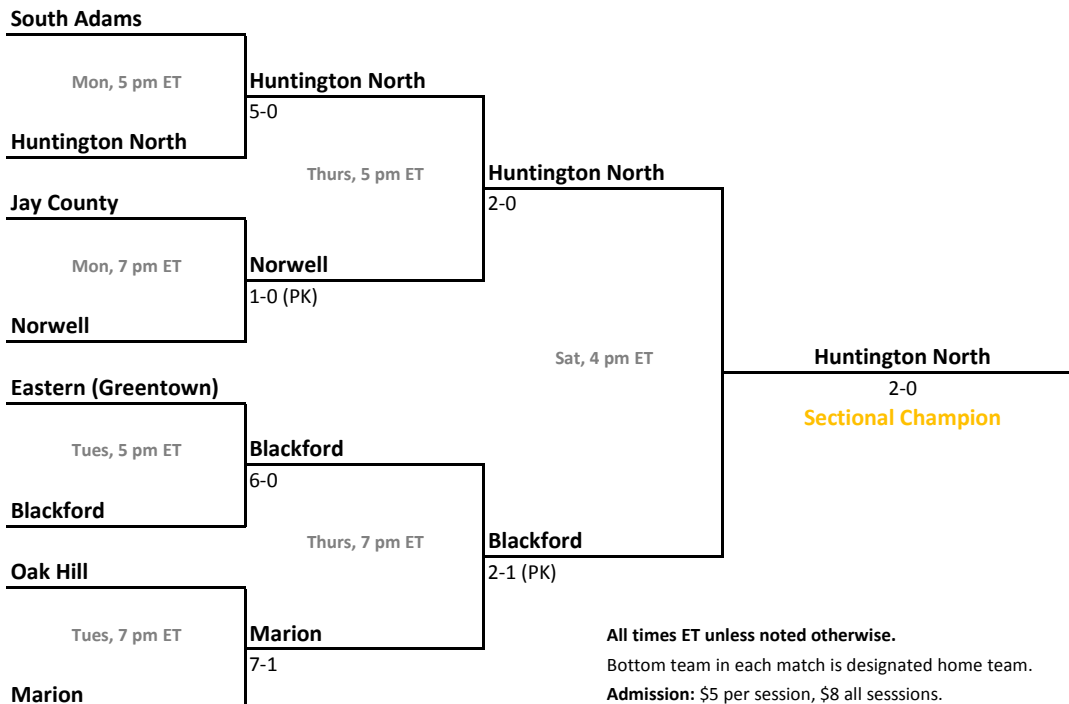 South Adams
Mon, 5 pm ET
Huntington North
5-0
Huntington North
Thurs, 5 pm ET
Huntington North
2-0
Jay County
Mon, 7 pm ET
Norwell
1-0 (PK)
Norwell
Sat, 4 pm ET
Huntington North
2-0
Sectional Champion
Eastern (Greentown)
Tues, 5 pm ET
Blackford
6-0
Blackford
Thurs, 7 pm ET
Blackford
2-1 (PK)
Oak Hill
Tues, 7 pm ET
Marion
7-1
Marion
All times ET unless noted otherwise.
Bottom team in each match is designated home team.
Admission: $5 per session, $8 all sesssions.